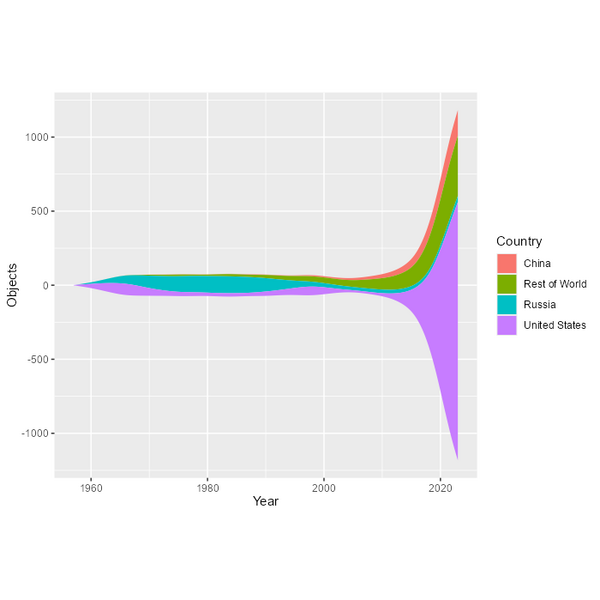 1000
500
0
-500
-1000
Objects
1960
1980
2000
2020
Year
Country
China
Rest of World
Russia
United States